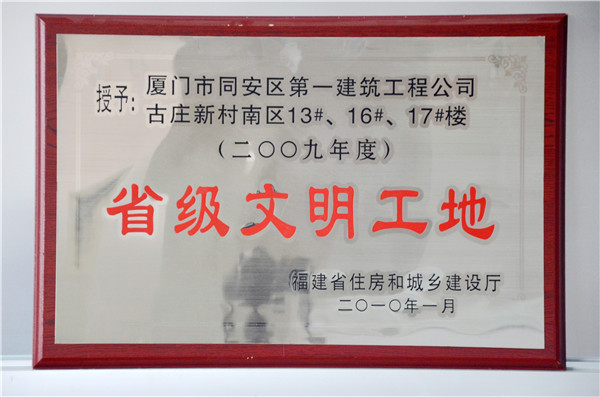 授予:
厦门市同安区第一建筑工程公司
古庄新村南区13#、16#、17#楼
(二〇〇九年度)
省级文明工地
福建省住房和城乡建设厅
二〇一〇年一月